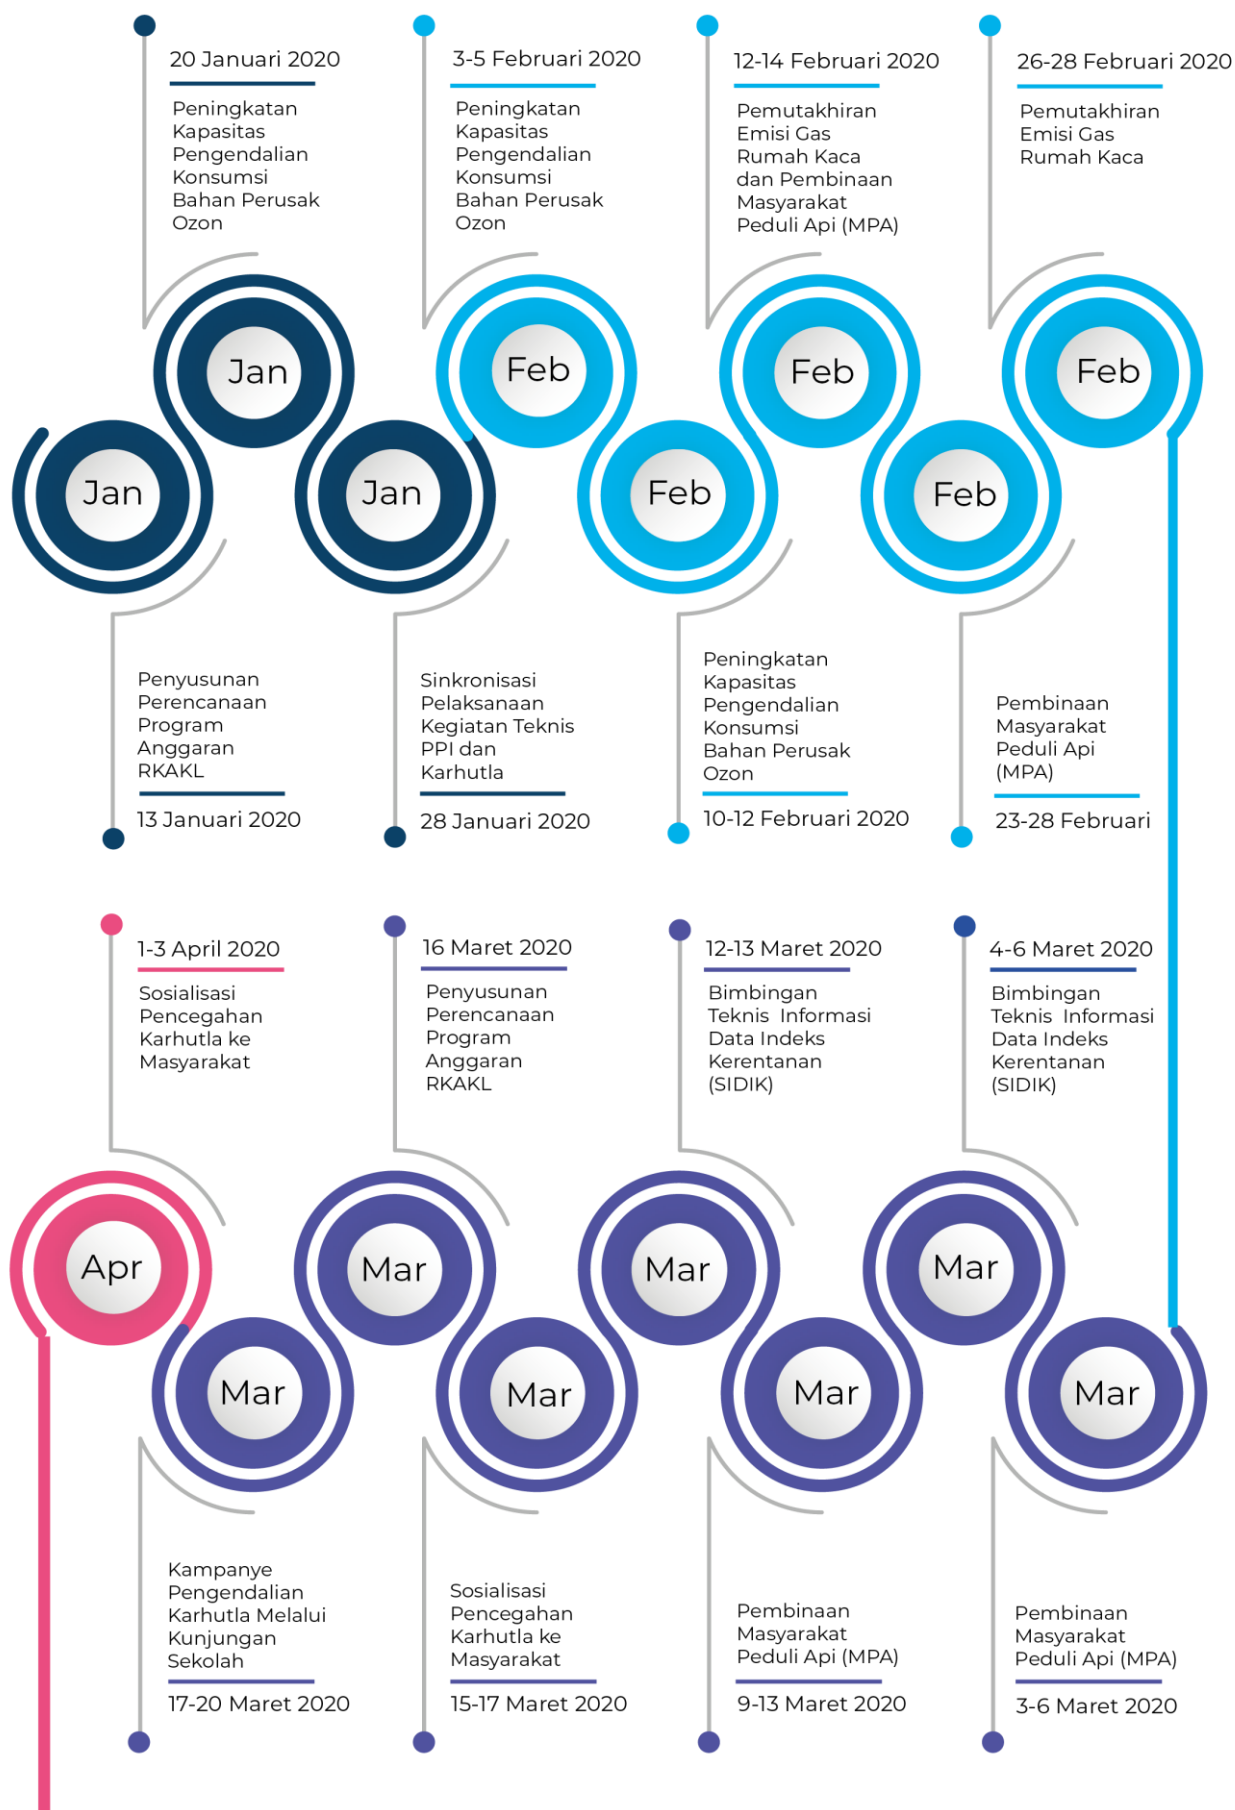 20 Januari 2020
Peningkatan
Kapasitas
Pengendalian
Konsumsi
Bahan Perusak
Ozon
3-5 Februari 2020
Peningkatan
Kapasitas
Pengendalian
Konsumsi
Bahan Perusak
Ozon
12-14 Februari 2020
Pemutakhiran
Emisi Gas
Rumah Kaca
dan Pembinaan
Masyarakat
Peduli Api (MPA)
26-28 Februari 2020
Pemutakhiran
Emisi Gas
Rumah Kaca
Jan
Feb
Feb
Feb
Jan
Jan
Feb
Feb
Penyusunan
Perencanaan
Program
Anggaran
RKAKL
13 Januari 2020
Sinkronisasi
Pelaksanaan
Kegiatan Teknis
PPI dan
Karhutla
28 Januari 2020
Peningkatan
Kapasitas
Pengendalian
Konsumsi
Bahan Perusak
Ozon
10-12 Februari 2020
Pembinaan
Masyarakat
Peduli Api
(MPA)
23-28 Februari
1-3 April 2020
Sosialisasi
Pencegahan
Karhutla ke
Masyarakat
16 Maret 2020
Penyusunan
Perencanaan
Program
Anggaran
RKAKL
12-13 Maret 2020
Bimbingan
Teknis Informasi
Data Indeks
Kerentanan
(SIDIK)
4-6 Maret 2020
Bimbingan
Teknis Informasi
Data Indeks
Kerentanan
(SIDIK)
Apr
Mar
Mar
Mar
Mar
Mar
Mar
Mar
Kampanye
Pengendalian
Karhutla Melalui
Kunjungan
Sekolah
17-20 Maret 2020
Sosialisasi
Pencegahan
Karhutla ke
Masyarakat
15-17 Maret 2020
Pembinaan
Masyarakat
Peduli Api (MPA)
9-13 Maret 2020
Pembinaan
Masyarakat
Peduli Api (MPA)
3-6 Maret 2020